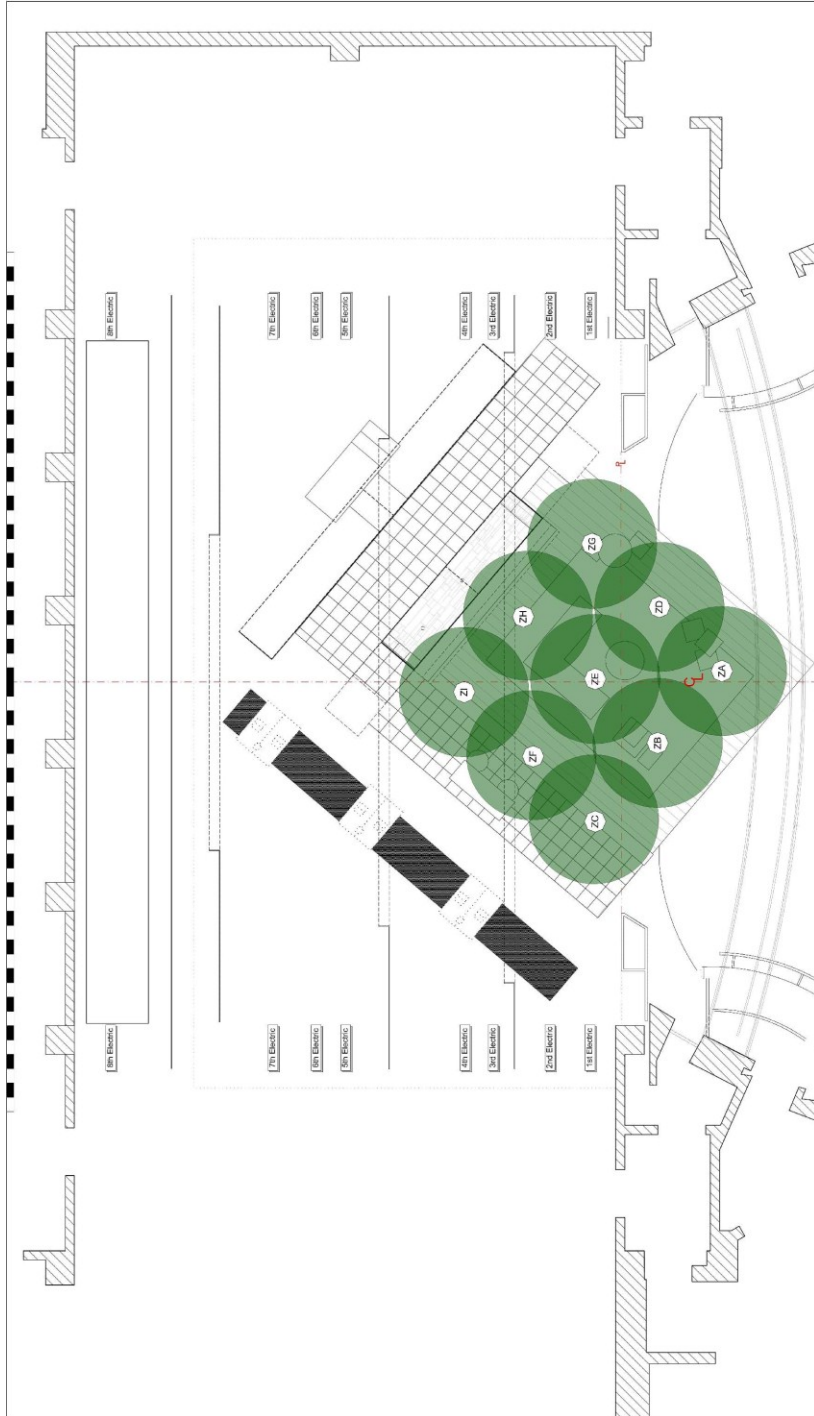 8th Electric
7th Electric
6th Electric
5th Electric
4th Electric
3rd Electric
2nd Electric
1st Electric
ZG
ZH
ZD
ZI
ZE
ZA
ZF
ZB
ZC
CL
PL
8th Electric
7th Electric
6th Electric
5th Electric
4th Electric
3rd Electric
2nd Electric
1st Electric